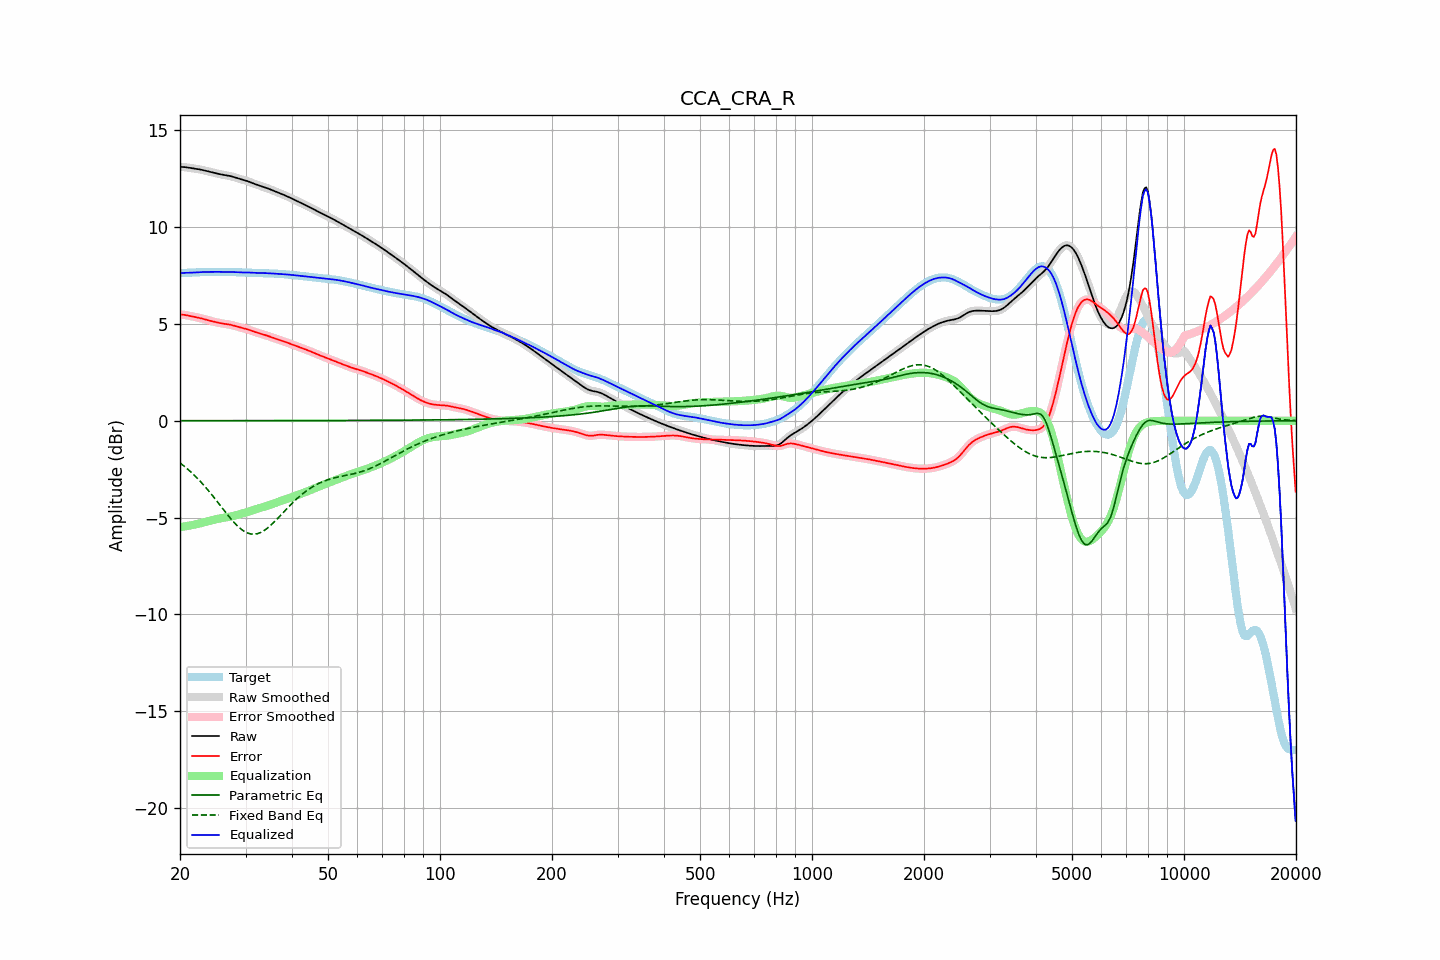 CCA_CRA_R
15
10
5
0
−5
−10
−15
−20
Amplitude (dBr)
Target
Raw Smoothed
Error Smoothed
Raw
Error
Equalization
Parametric Eq
Fixed Band Eq
Equalized
20 50 100 200 500 1000 2000 5000 10000 20000
Frequency (Hz)